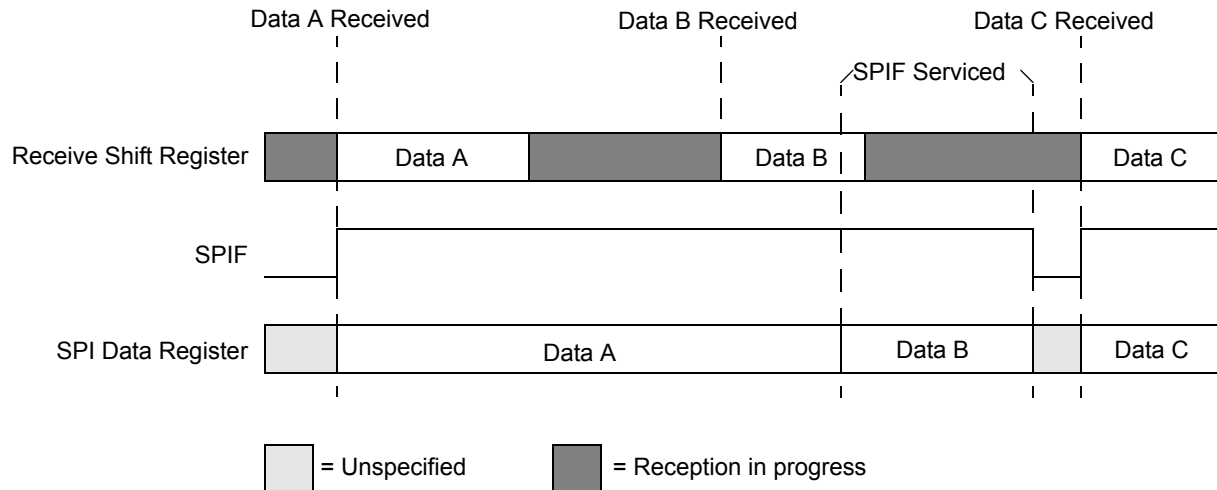 Data A Received
Data B Received
Data C Received
SPIF Serviced
Receive Shift Register
Data A
Data B
Data C
SPIF
SPI Data Register
Data A
Data B
Data C
= Unspecified
= Reception in progress